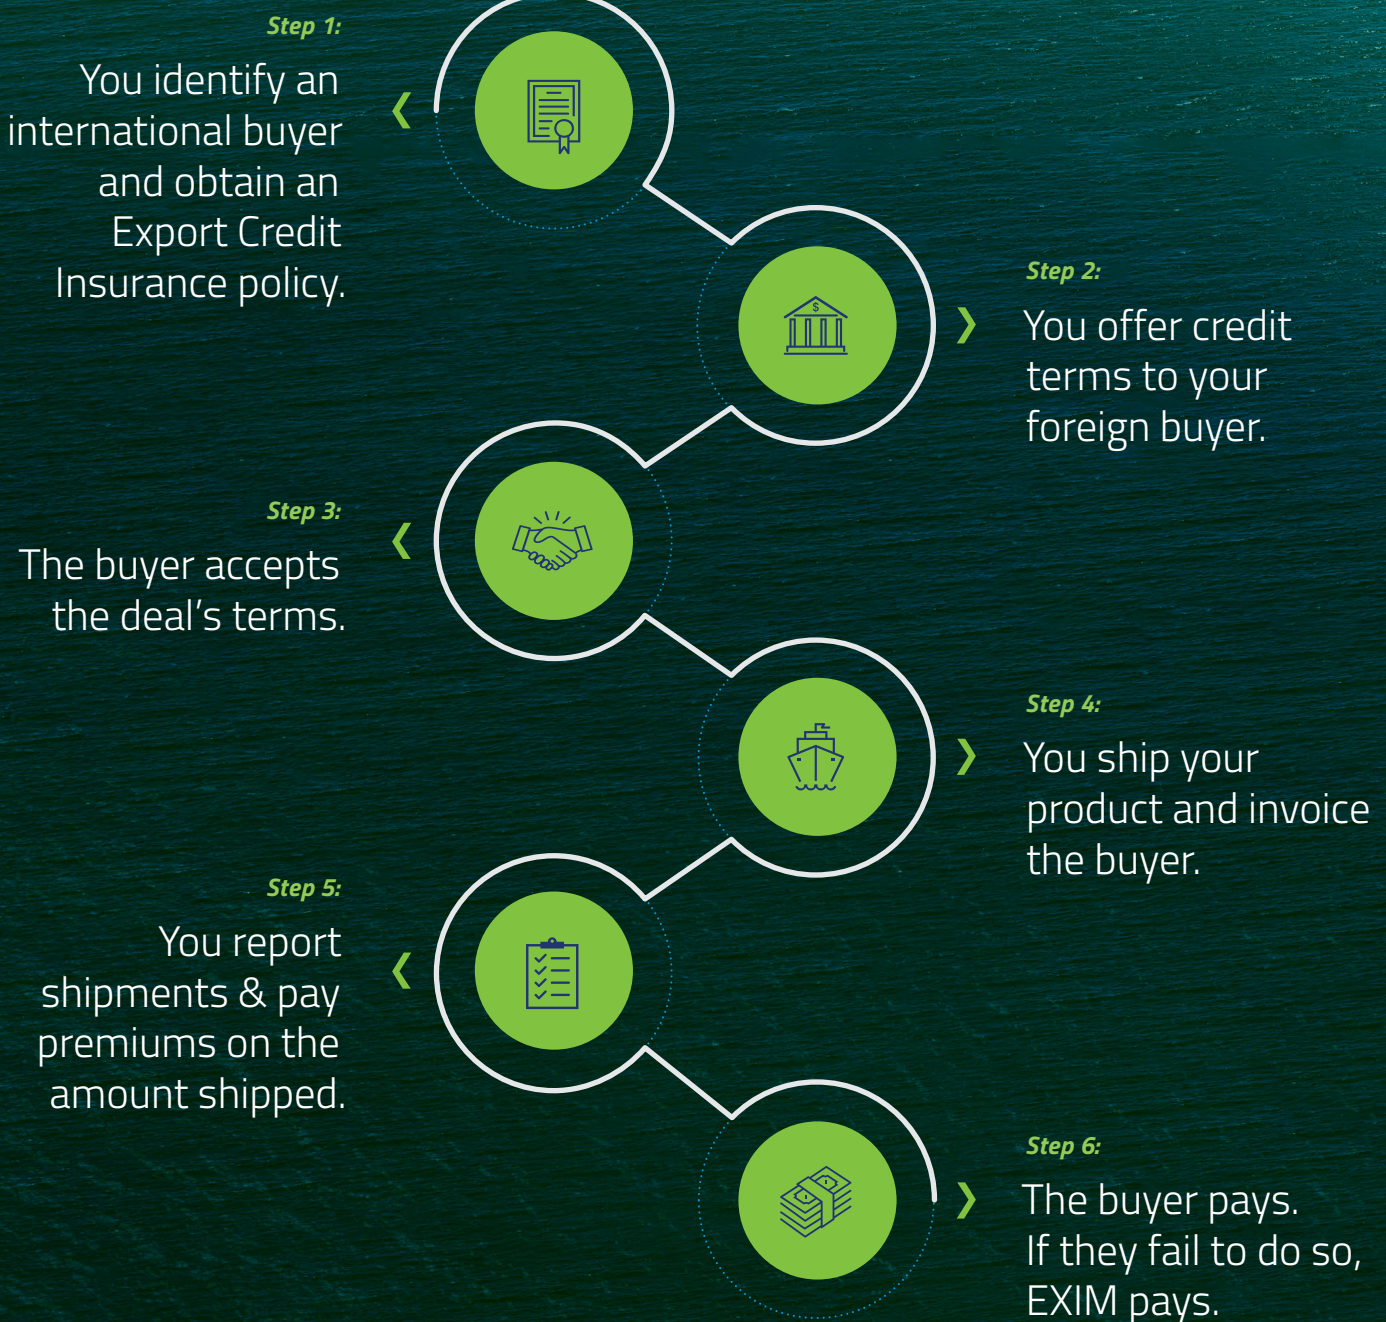 Step 1:
You identify an
international buyer
and obtain an
Export Credit
Insurance policy.
Step 2:
You offer credit
terms to your
foreign buyer.
Step 3:
The buyer accepts
the deal’s terms.
Step 4:
You ship your
product and invoice
the buyer.
Step 5:
You report
shipments & pay
premiums on the
amount shipped.
Step 6:
The buyer pays.
If they fail to do so,
EXIM pays.
$